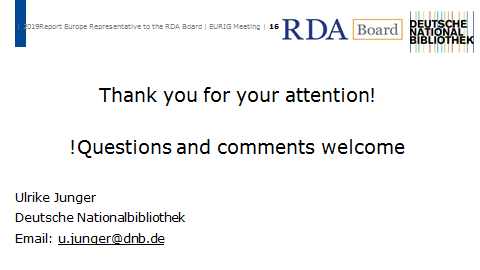 | 2019Report Europe Representative to the RDA Board | EURIG Meeting | 16
RDA Board
DEUTSCHE
NATIONAL
BIBLIOTHEK
Thank you for your attention!
!Questions and comments welcome
Ulrike Junger
Deutsche Nationalbibliothek
Email: u.junger@dnb.de